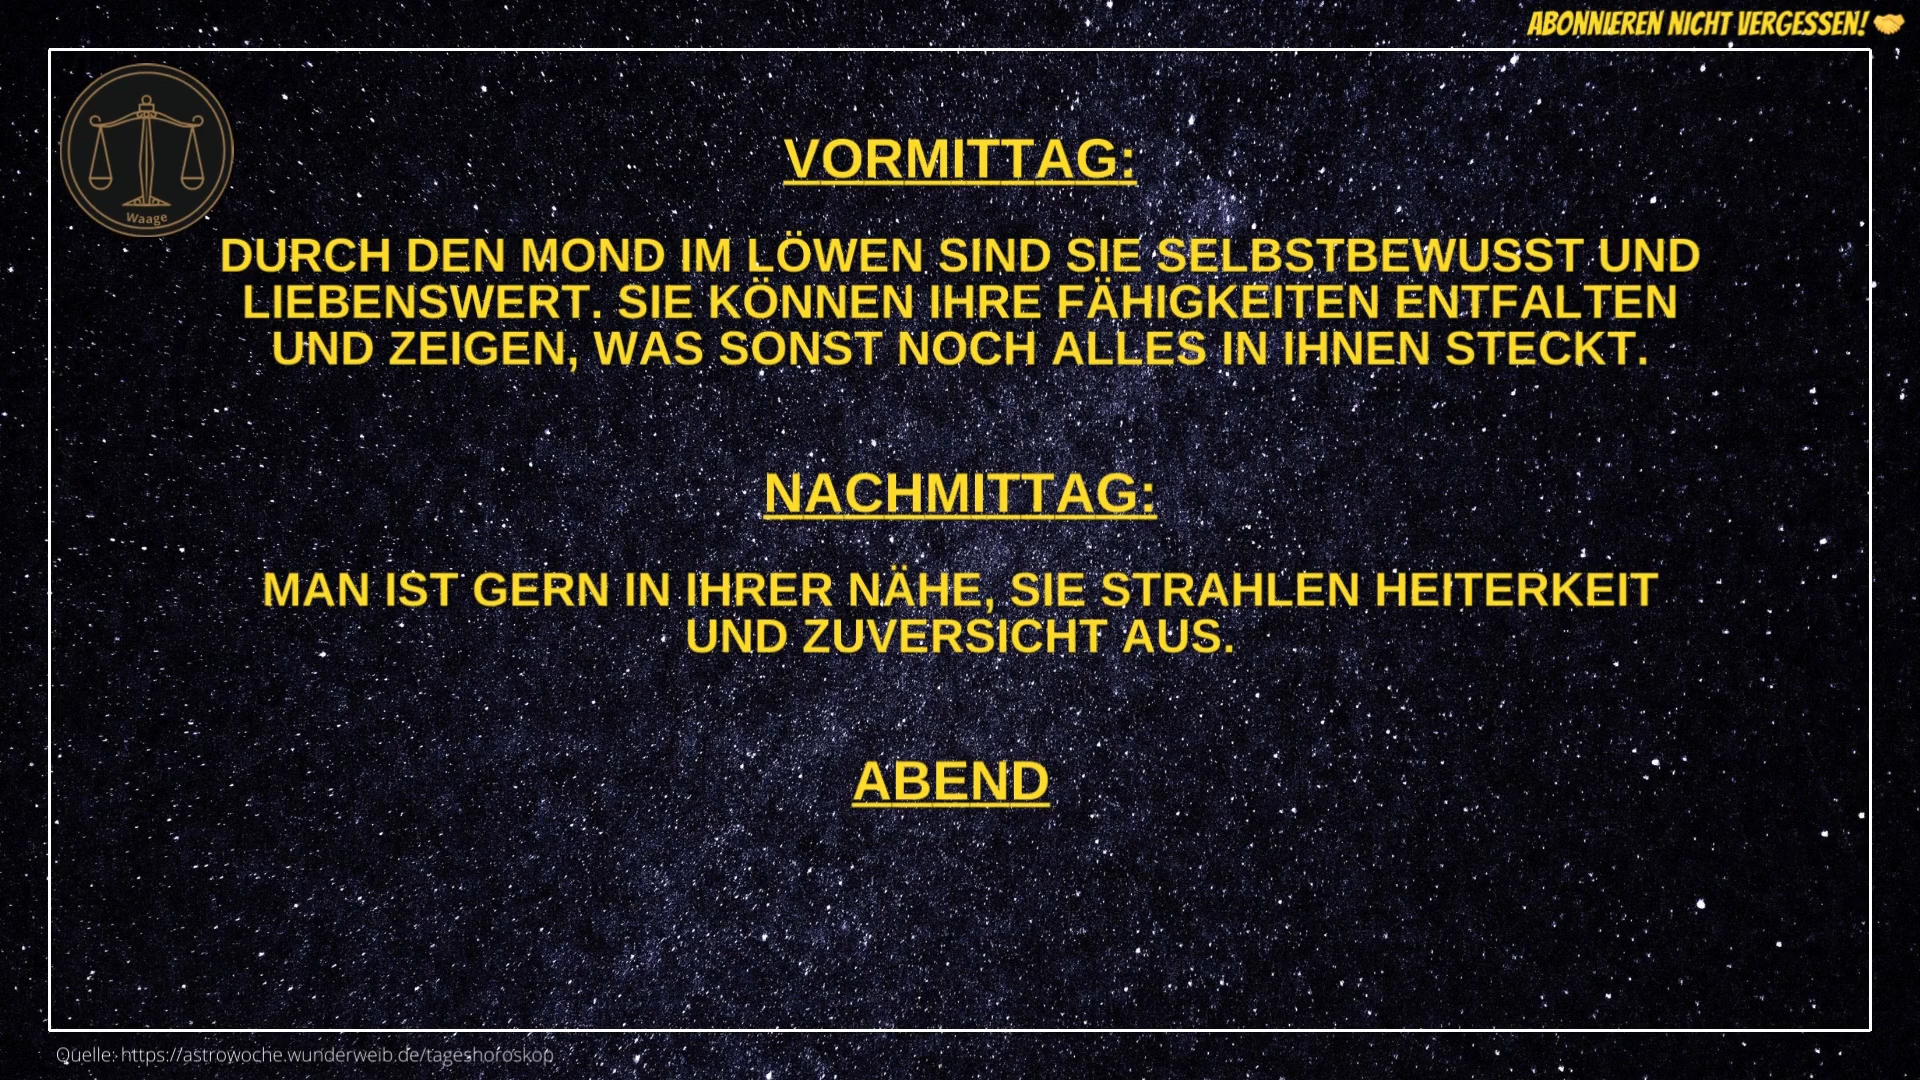 ABONNIEREN NICHT VERGESSEN!
Waage
VORMITTAG:
DURCH DEN MOND IM LÖWEN SIND SIE SELBSTBEWUSST UND
LIEBENSWERT. SIE KÖNNEN IHRE FÄHIGKEITEN ENTFALTEN
UND ZEIGEN, WAS SONST NOCH ALLES IN IHNEN STECKT.
NACHMITTAG:
MAN IST GERN IN IHRER NÄHE, SIE STRAHLEN HEITERKEIT
UND ZUVERSICHT AUS.
ABEND
Quelle: https://astrowoche.wunderweib.de/tageshoroskop